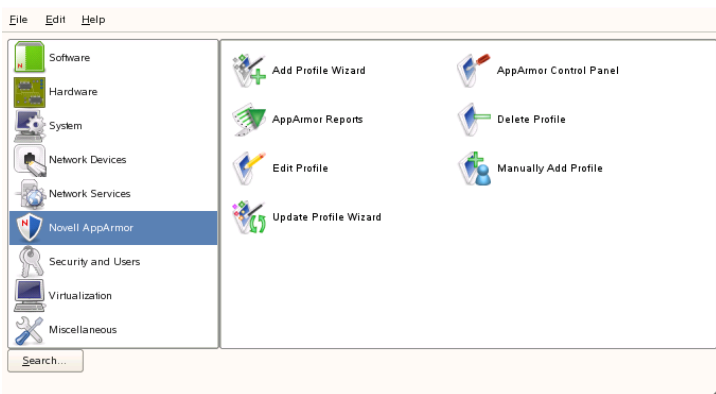 File Edit Help
Software
Hardware
System
Network Devices
Network Services
Novell AppArmor
Security and Users
Virtualization
Miscellaneous
Add Profile Wizard
AppArmor Control Panel
AppArmor Reports
Delete Profile
Edit Profile
Manually Add Profile
Update Profile Wizard
Search...